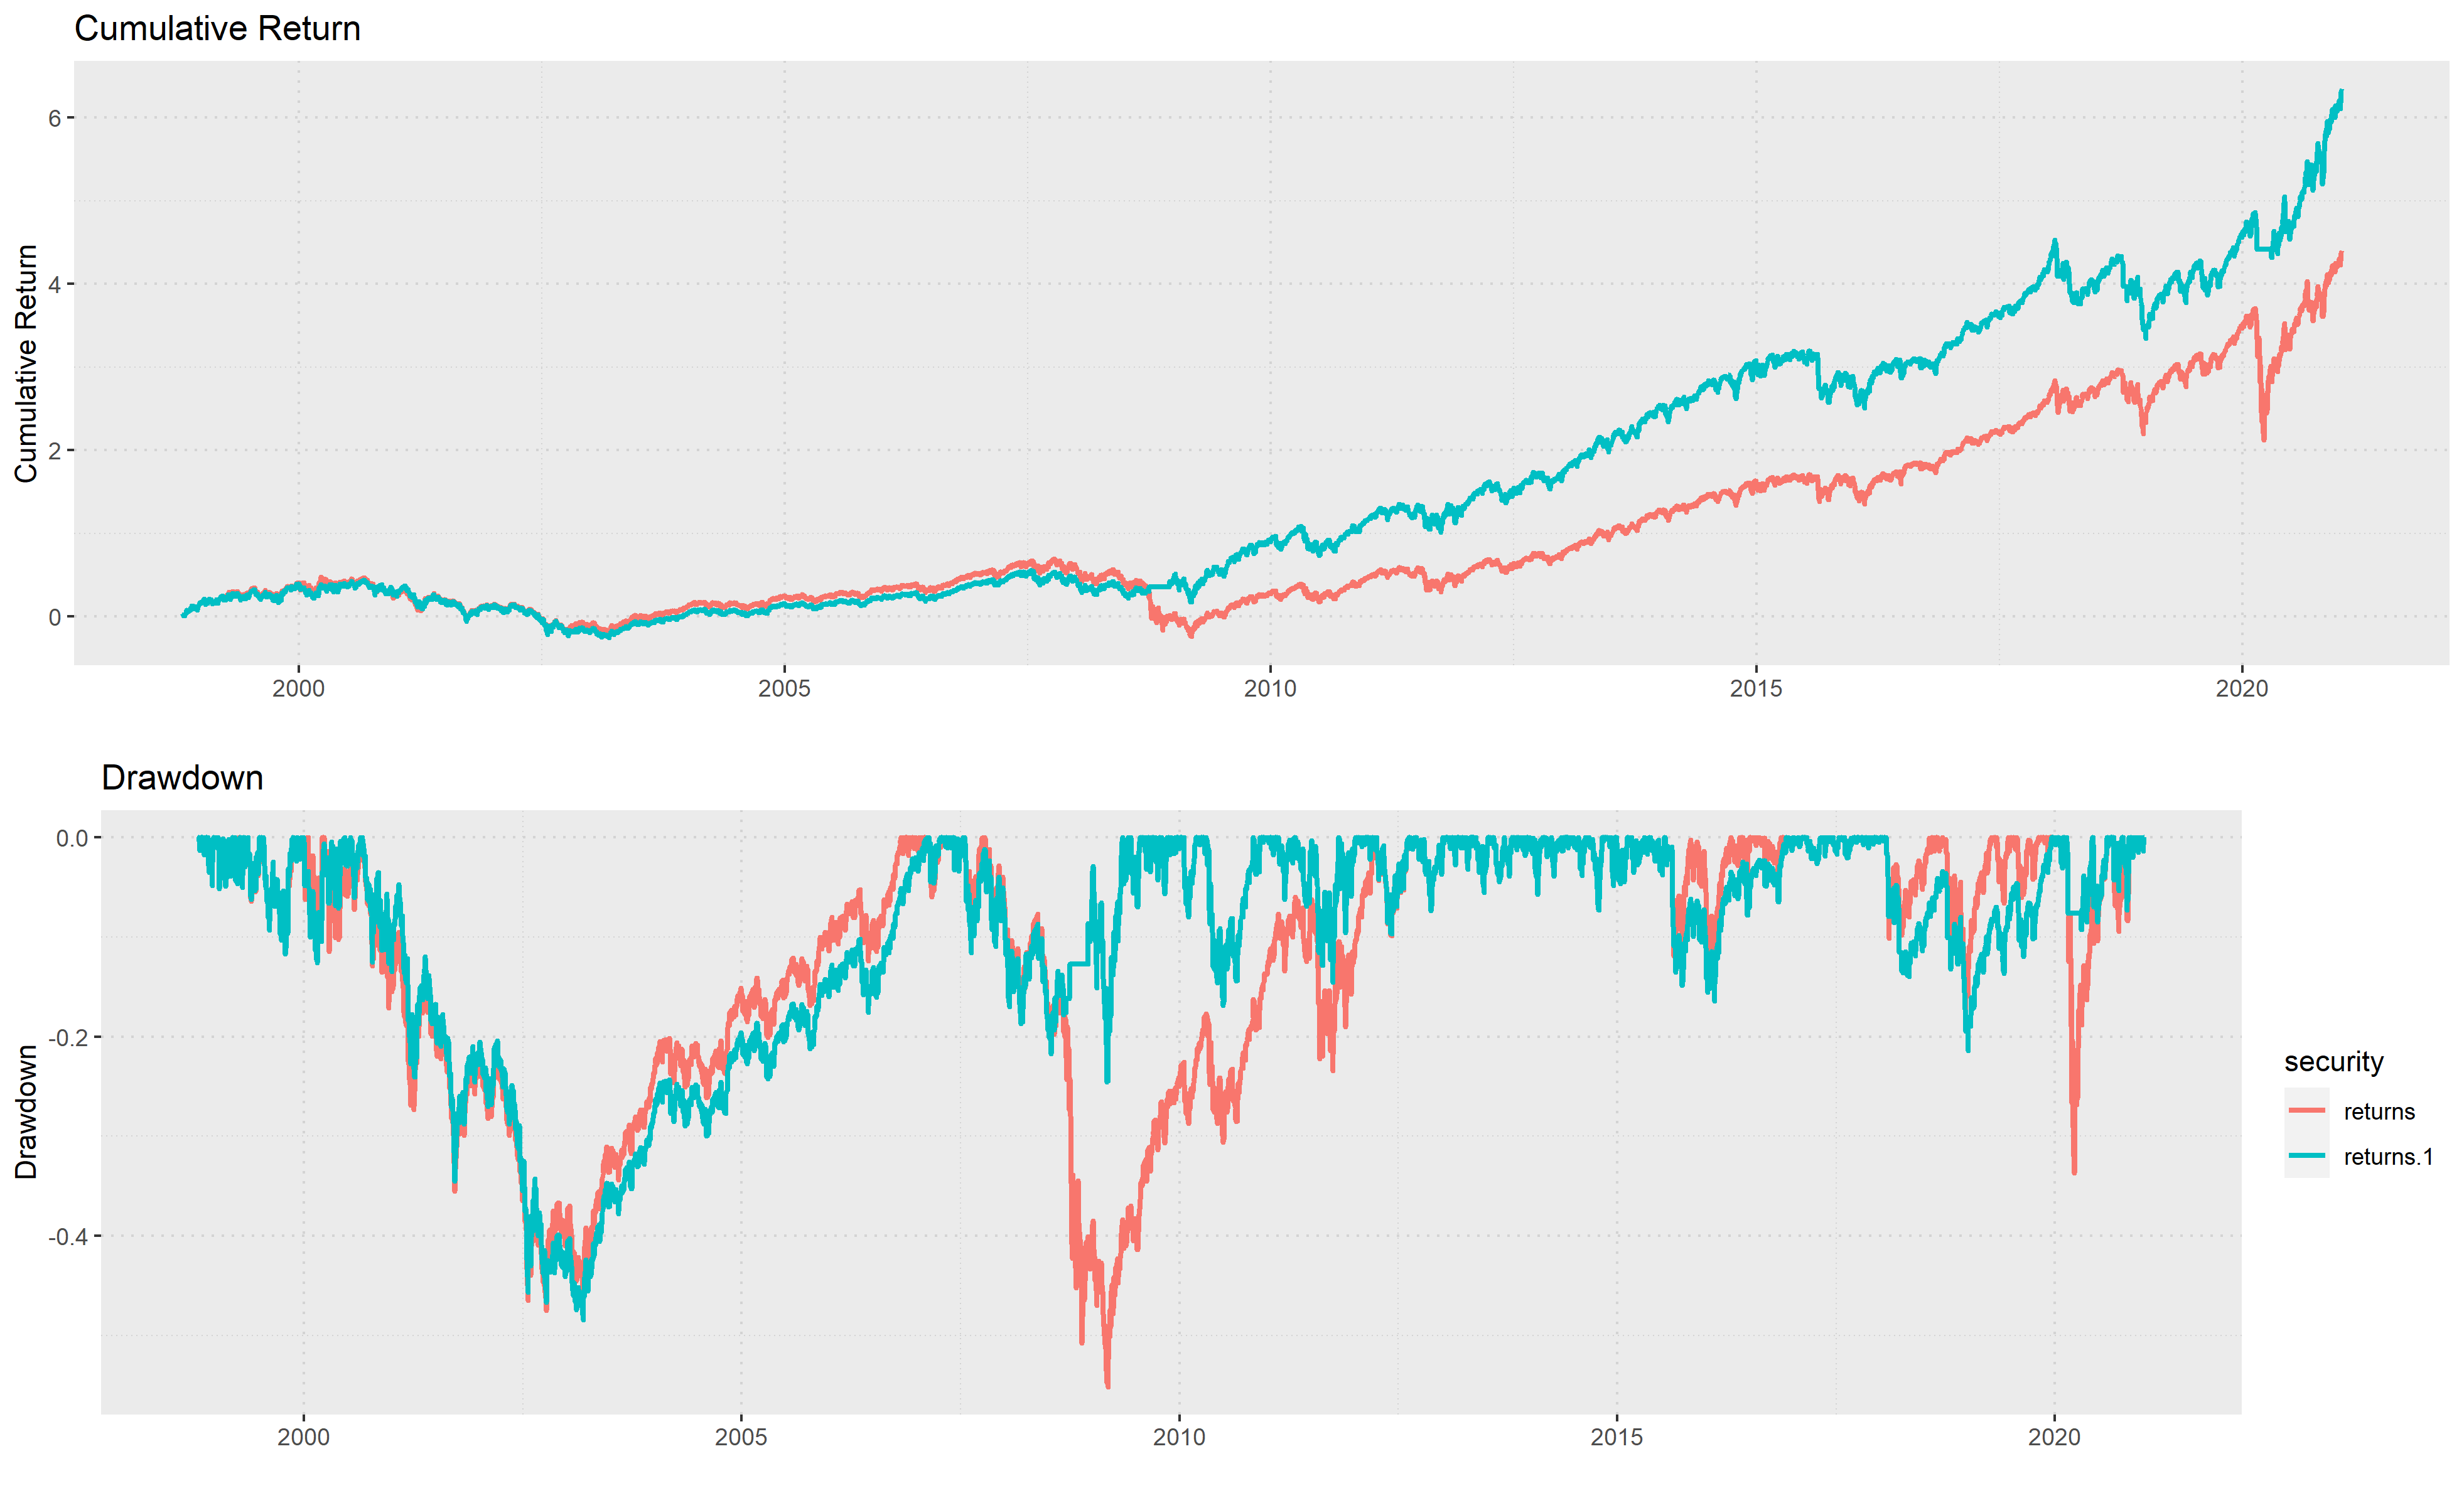 Cumulative Return
Cumulative Return
6
4
2
0
2000 2005 2010 2015 2020
Drawdown
Drawdown
0.0
-0.2
-0.4
2000 2005 2010 2015 2020
security
returns
returns.1